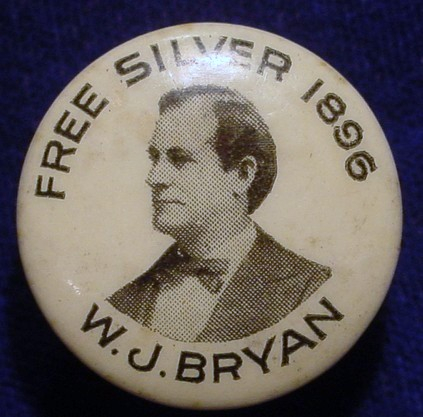 FREE SILVER 1896
W.J. BRYAN